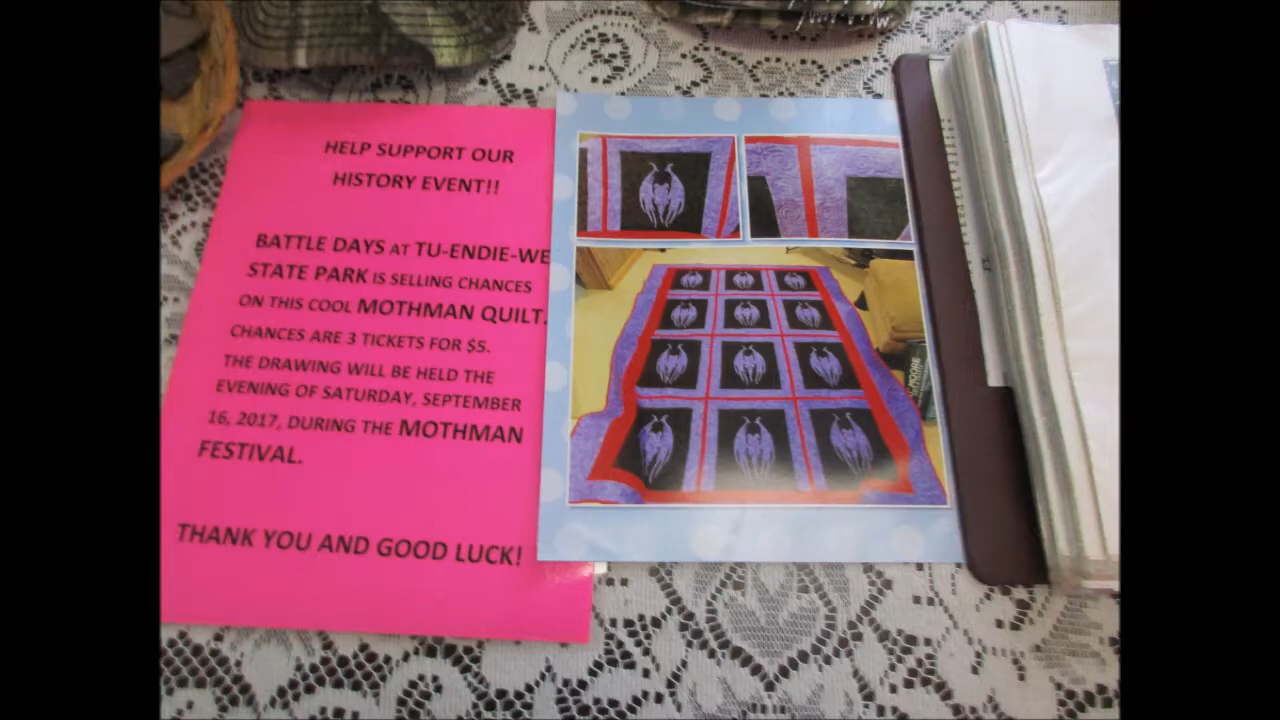 HELP SUPPORT OUR
HISTORY EVENT!!
BATTLE DAYS AT TU-ENDIE-WE
STATE PARK IS SELLING CHANCES
ON THIS COOL MOTHMAN QUILT.
CHANCES ARE 3 TICKETS FOR $5.
THE DRAWING WILL BE HELD THE
EVENING OF SATURDAY, SEPTEMBER
16, 2017, DURING THE MOTHMAN
FESTIVAL.
THANK YOU AND GOOD LUCK!
MOORE